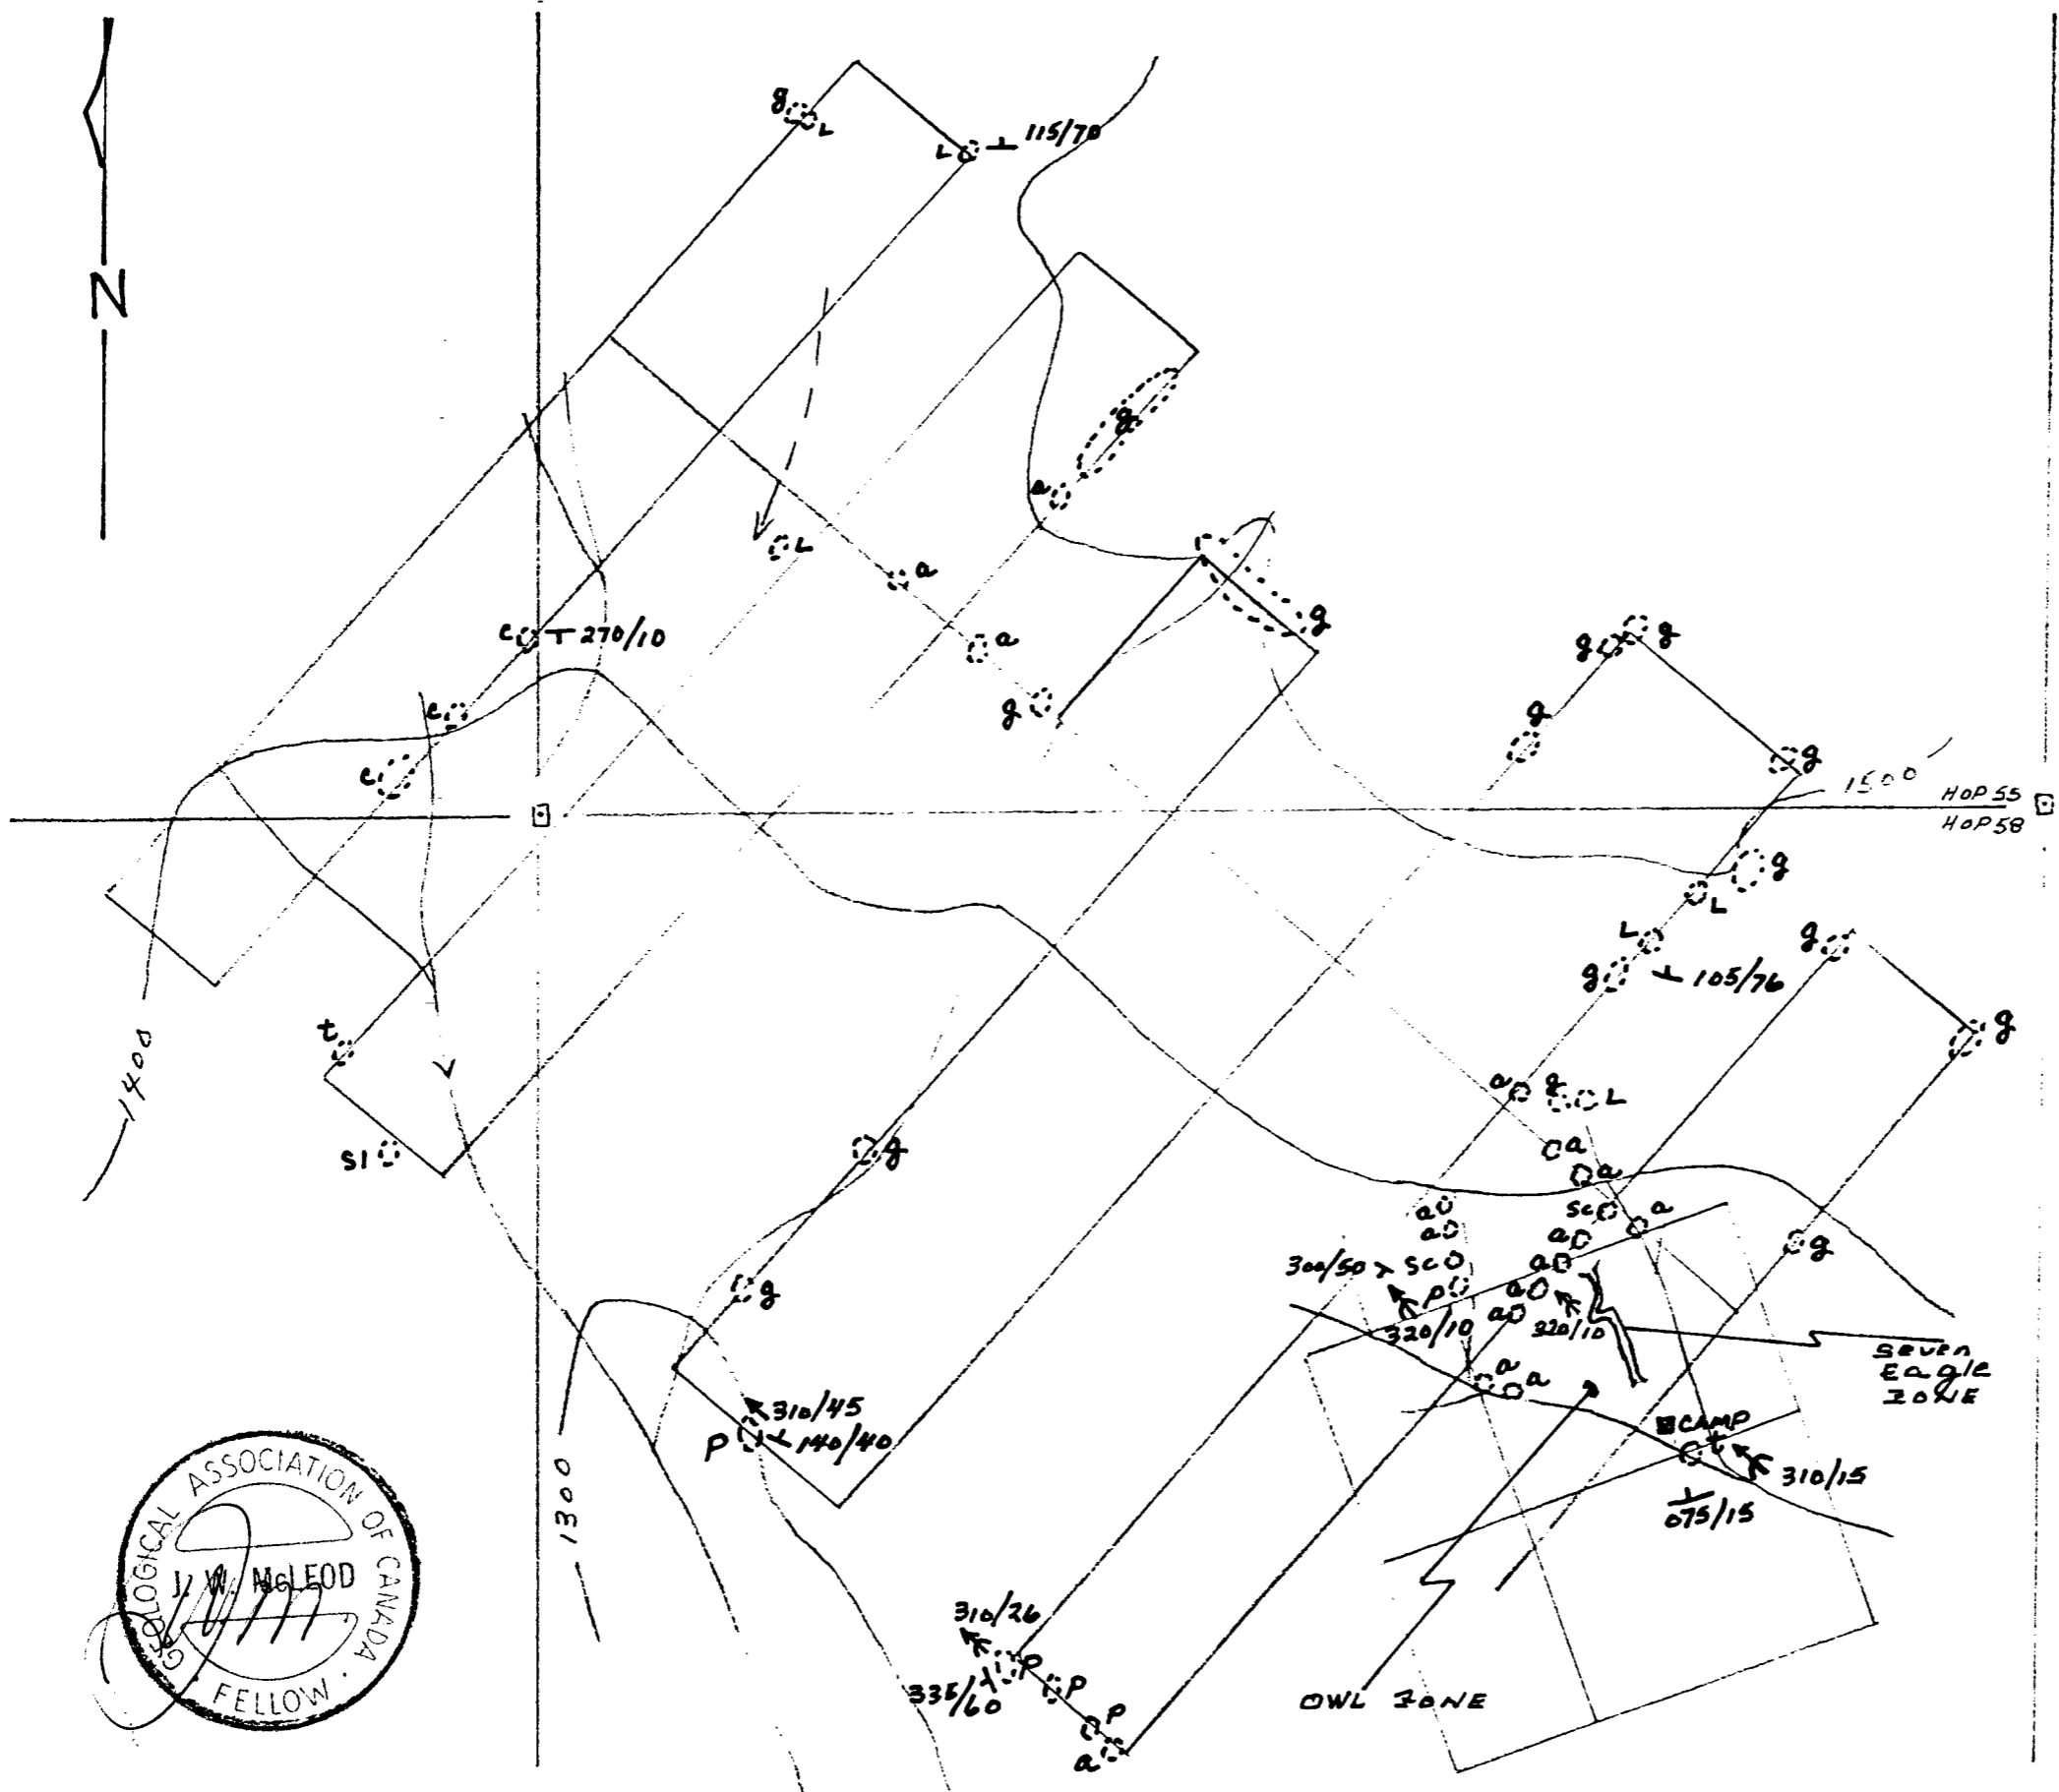 N
g
L
L
115/70
g
a
L
a
c
270/10
a
g
g
g
g
g
g
c
c
1500
HOP 55
HOP 58
g
L
L
g
105/76
g
g
t
1400
sl
g
a
g
L
a
a
a
a
sc
a
a
a
g
300/50
sc
P
a
a
320/10
320/10
g
a
a
Seven
Eagle
ZONE
310/45
P
140/40
CAMP
t
310/15
075/15
1300
GEOLOGICAL ASSOCIATION OF CANADA
J. W. McLEOD
FELLOW
310/26
P
335/60
P
P
a
OWL ZONE